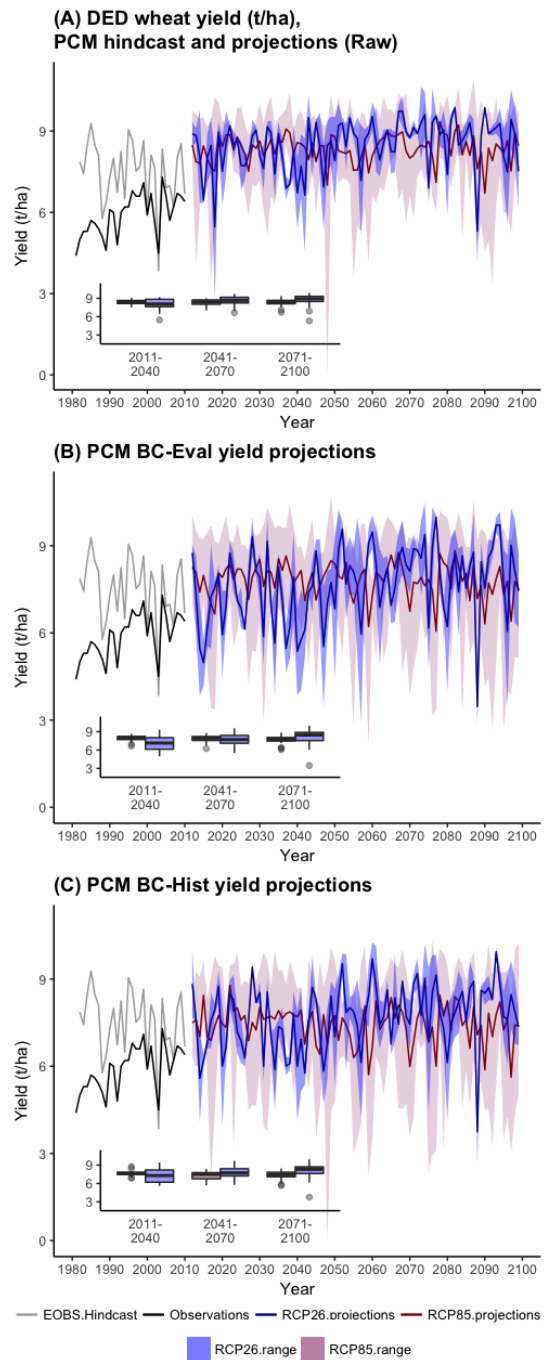 (A) DED wheat yield (t/ha),
PCM hindcast and projections (Raw)
Yield (t/ha)
9
6
3
0
9
6
3
2011-2040 2041-2070 2071-2100
1980 1990 2000 2010 2020 2030 2040 2050 2060 2070 2080 2090 2100
Year
(B) PCM BC-Eval yield projections
Yield (t/ha)
9
6
3
0
9
6
3
2011-2040 2041-2070 2071-2100
1980 1990 2000 2010 2020 2030 2040 2050 2060 2070 2080 2090 2100
Year
(C) PCM BC-Hist yield projections
Yield (t/ha)
9
6
3
0
9
6
3
2011-2040 2041-2070 2071-2100
1980 1990 2000 2010 2020 2030 2040 2050 2060 2070 2080 2090 2100
Year
EOBS.Hindcast Observations RCP26.projections RCP85.projections
RCP26.range RCP85.range